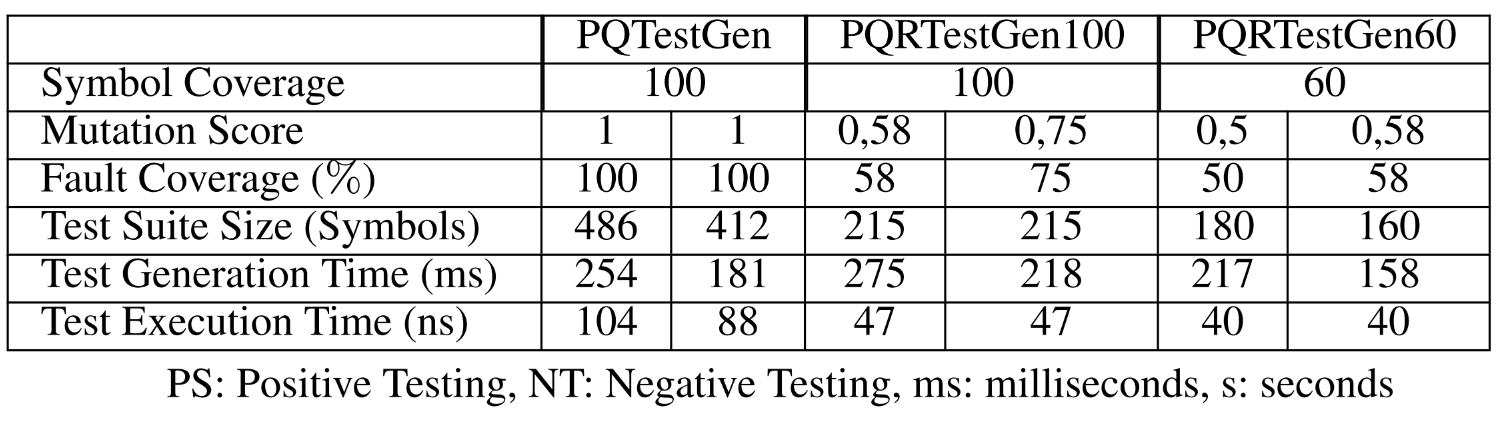 PQTestGen PQRTestGen100 PQRTestGen60
Symbol Coverage 100 100 60
Mutation Score 1 1 0,58 0,75 0,5 0,58
Fault Coverage (%) 100 100 58 75 50 58
Test Suite Size (Symbols) 486 412 215 215 180 160
Test Generation Time (ms) 254 181 275 218 217 158
Test Execution Time (ns) 104 88 47 47 40 40
PS: Positive Testing, NT: Negative Testing, ms: milliseconds, s: seconds